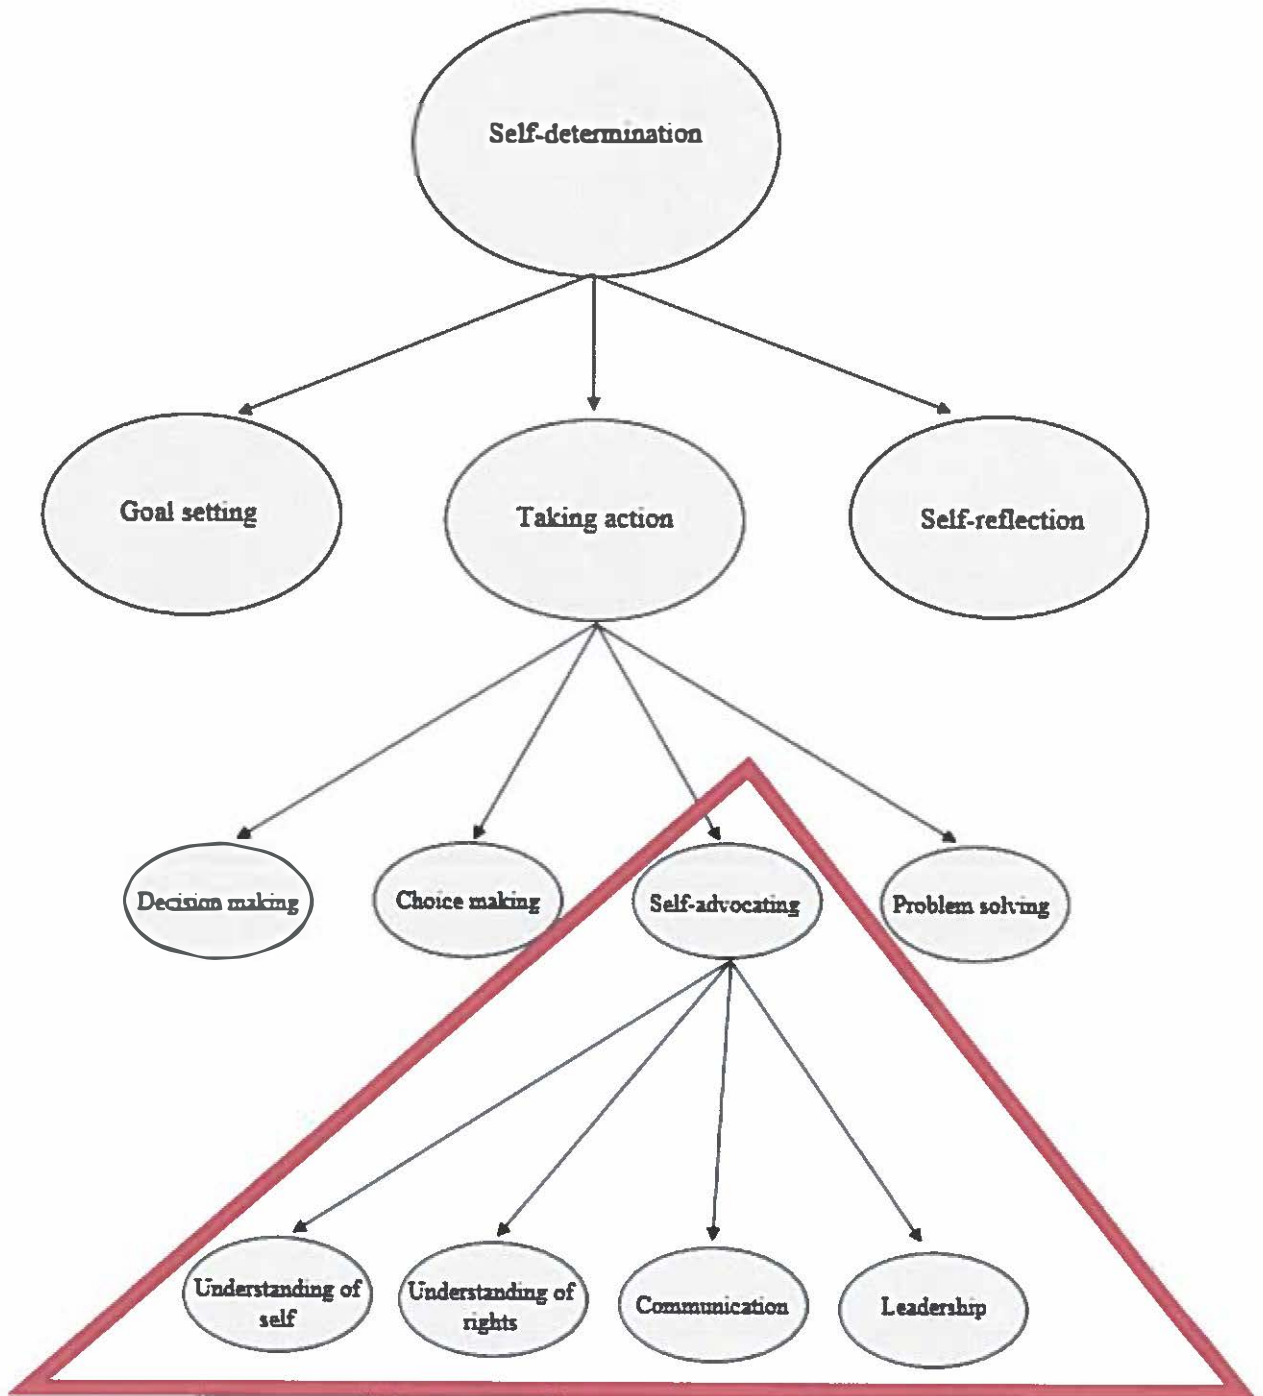 Self-determination
Goal setting
Taking action
Self-reflection
Decision making
Choice making
Self-advocating
Problem solving
Understanding of
self
Understanding of
rights
Communication
Leadership